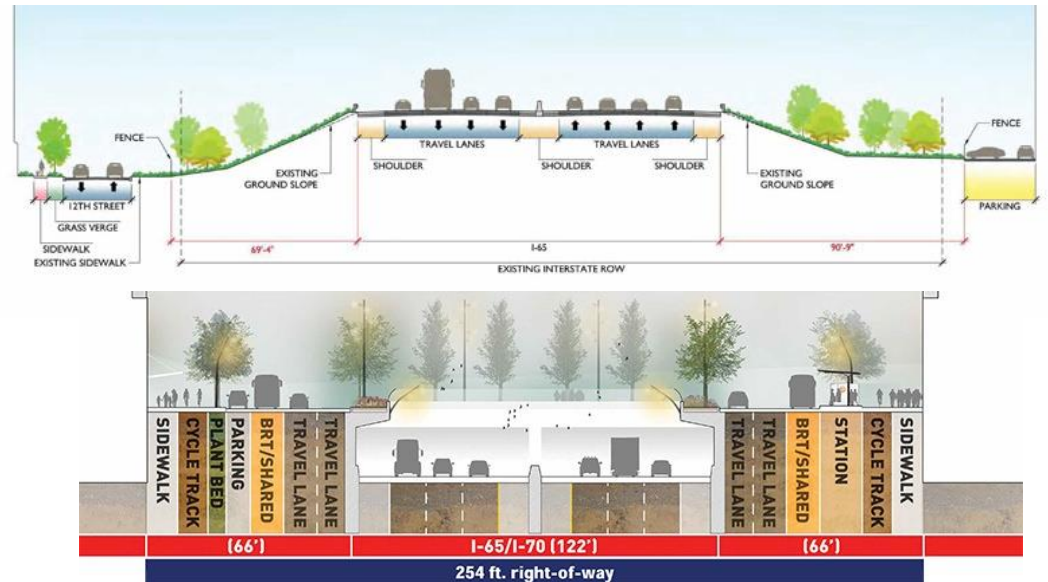 FENCE
FENCE
TRAVEL LANES
TRAVEL LANES
SHOULDER
SHOULDER
SHOULDER
EXISTING
GROUND SLOPE
EXISTING
GROUND SLOPE
12TH STREET
PARKING
GRASS VERGE
SIDEWALK
EXISTING SIDEWALK
69'-4"
I-65
90'-9"
EXISTING INTERSTATE ROW
SIDEWALK
CYCLE TRACK
PLANT BED
PARKING
BRT/SHARED
TRAVEL LANE
TRAVEL LANE
TRAVEL LANE
TRAVEL LANE
BRT/SHARED
STATION
CYCLE TRACK
SIDEWALK
(66')
I-65/I-70 (122')
(66')
254 ft. right-of-way